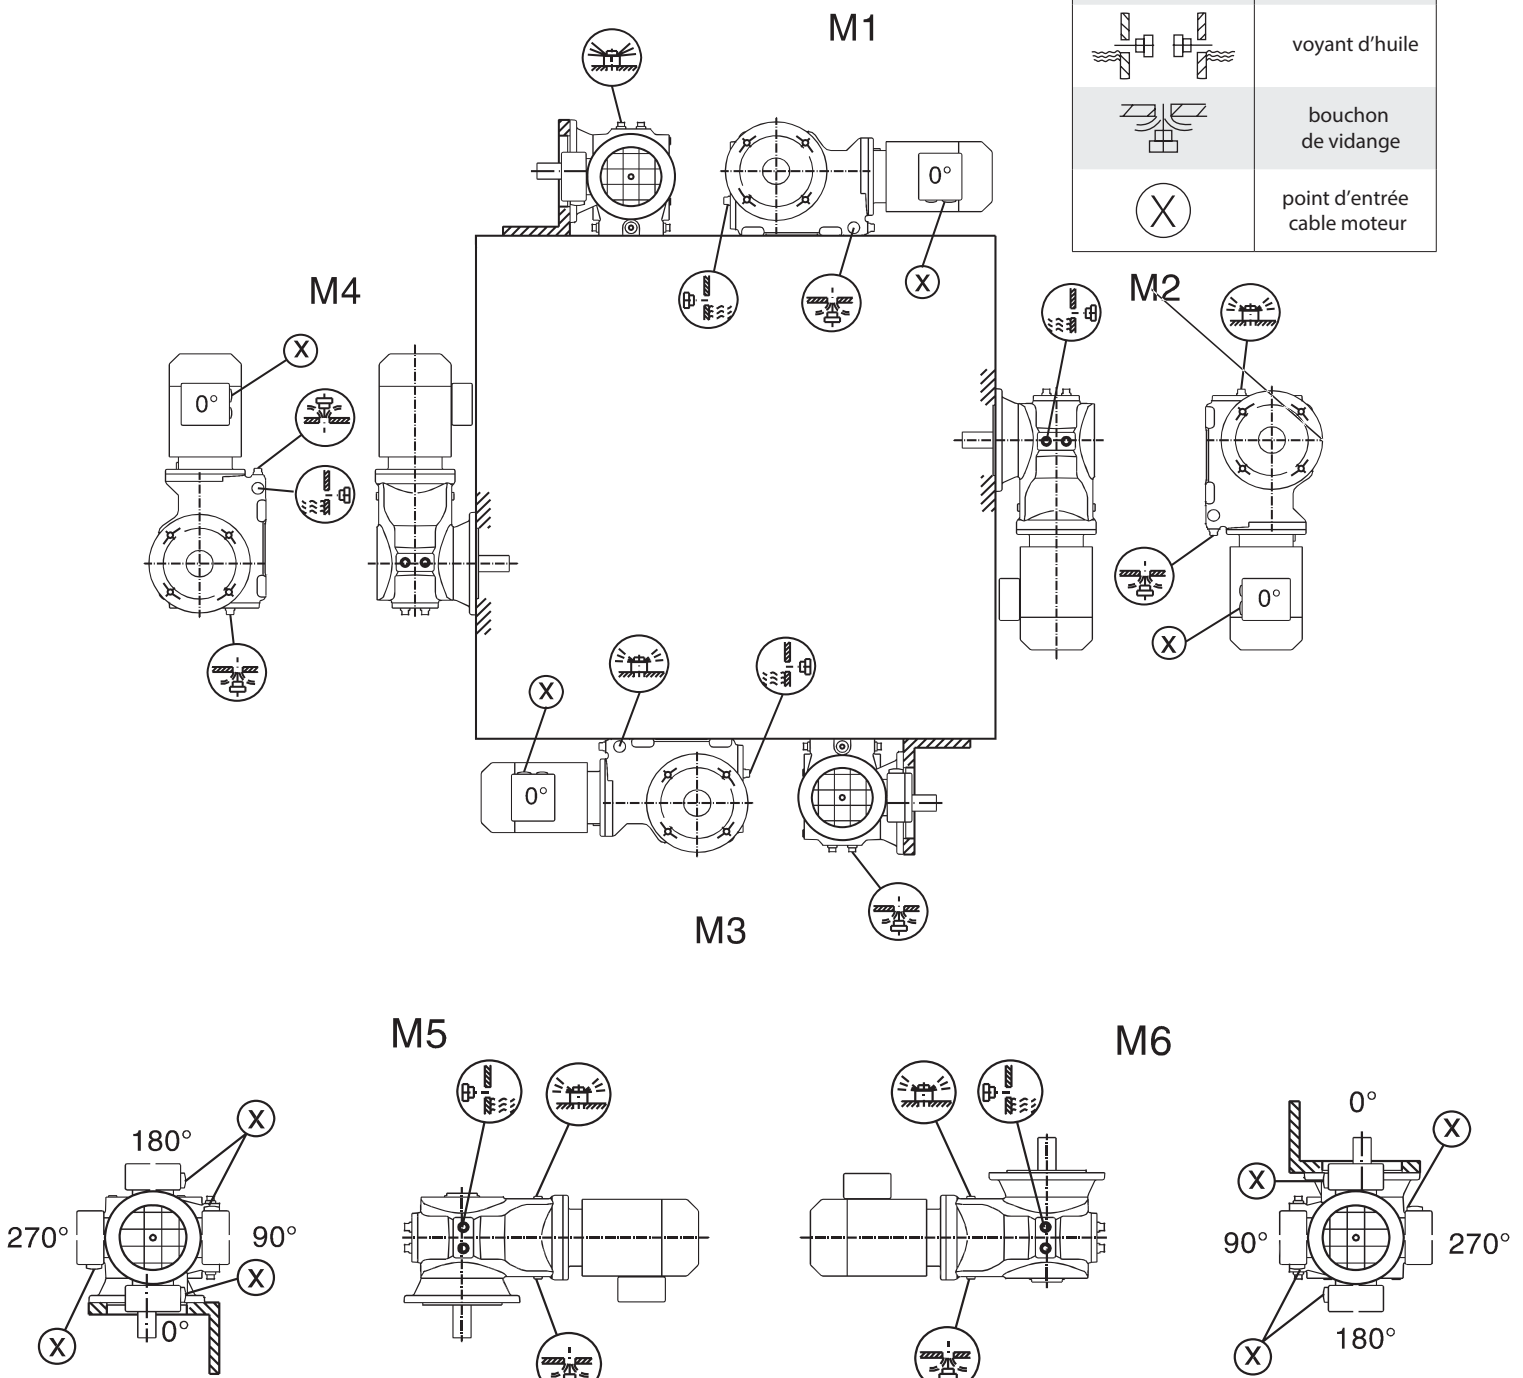 M1
voyant d'huile
bouchon
de vidange
X
point d'entrée
cable moteur
0°
X
M4
M2
X
0°
0°
X
X
0°
M3
M5
M6
X
180°
270°
90°
X
X
0°
0°
X
X
90°
270°
X
180°